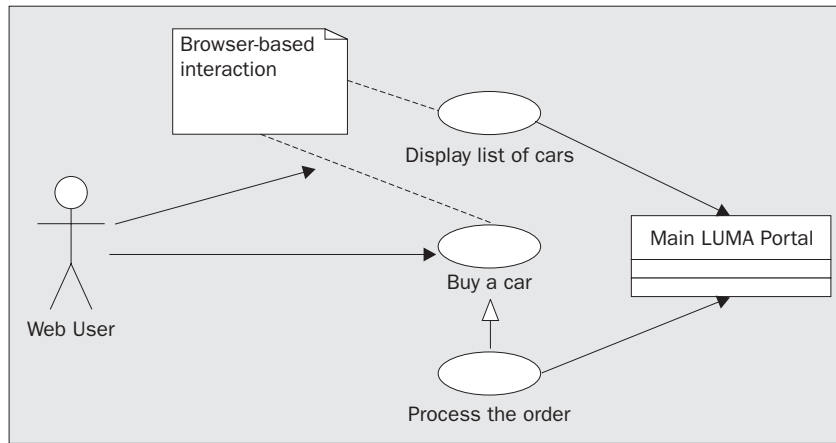 Browser-based
interaction
Display list of cars
Main LUMA Portal
Buy a car
Web User
Process the order